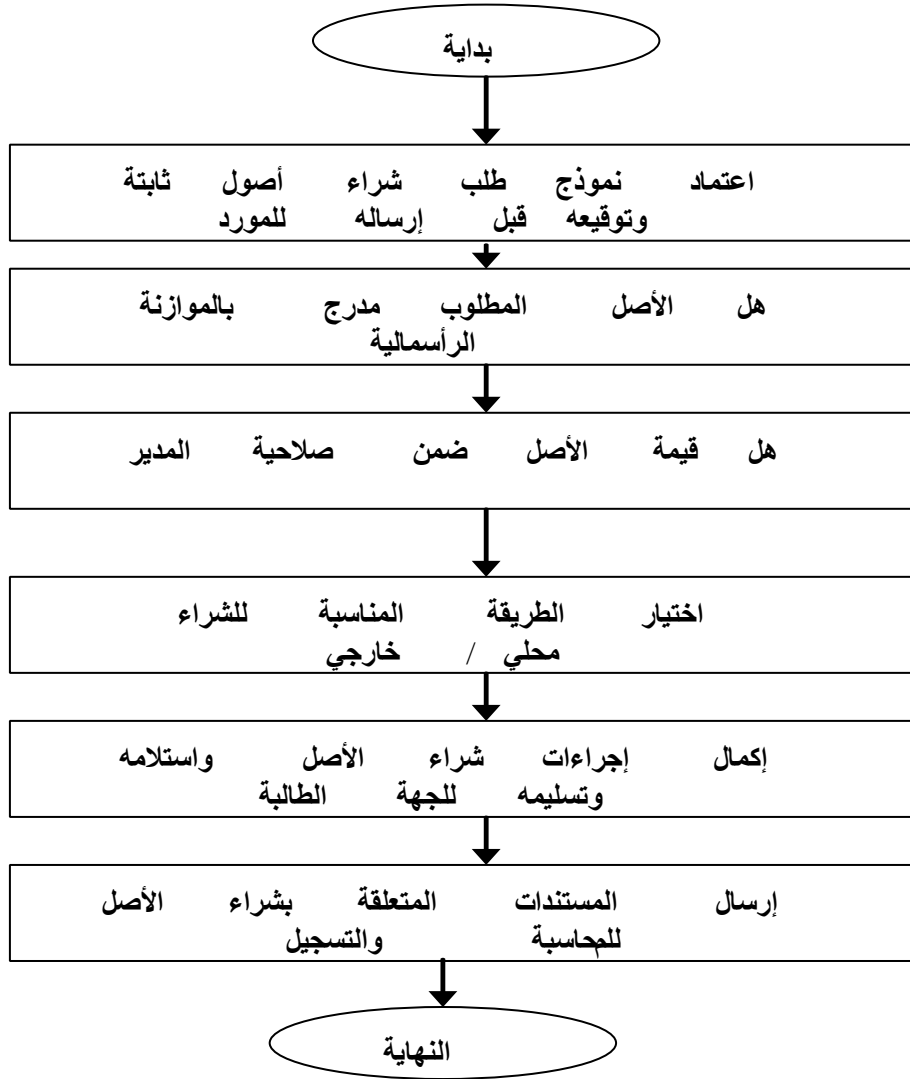 بداية
اعتماد نموذج طلب شراء أصول ثابتة
وتوقيعه قبل إرساله للمورد
هل الأصل المطلوب مدرج بالموازنة
الرأسمالية
هل قيمة الأصل ضمن صلاحية المدير
اختيار الطريقة المناسبة للشراء
محلي / خارجي
إكمال إجراءات شراء الأصل واستلامه
وتسليمه للجهة الطالبة
إرسال المستندات المتعلقة بشراء الأصل
للمحاسبة والتسجيل
النهاية